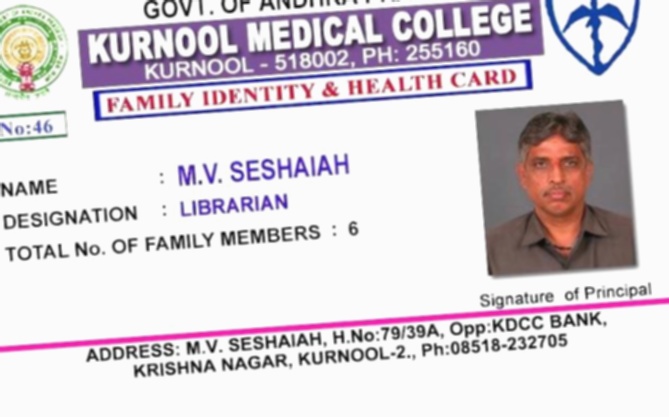 GOVT. OF ANDHRA
KURNOOL MEDICAL COLLEGE
KURNOOL - 518002, PH: 255160
FAMILY IDENTITY & HEALTH CARD
No:46
NAME : M.V. SESHAIAH
DESIGNATION : LIBRARIAN
TOTAL No. OF FAMILY MEMBERS : 6
Signature of Principal
ADDRESS: M.V. SESHAIAH, H.No:79/39A, Opp:KDCC BANK,
KRISHNA NAGAR, KURNOOL-2., Ph:08518-232705